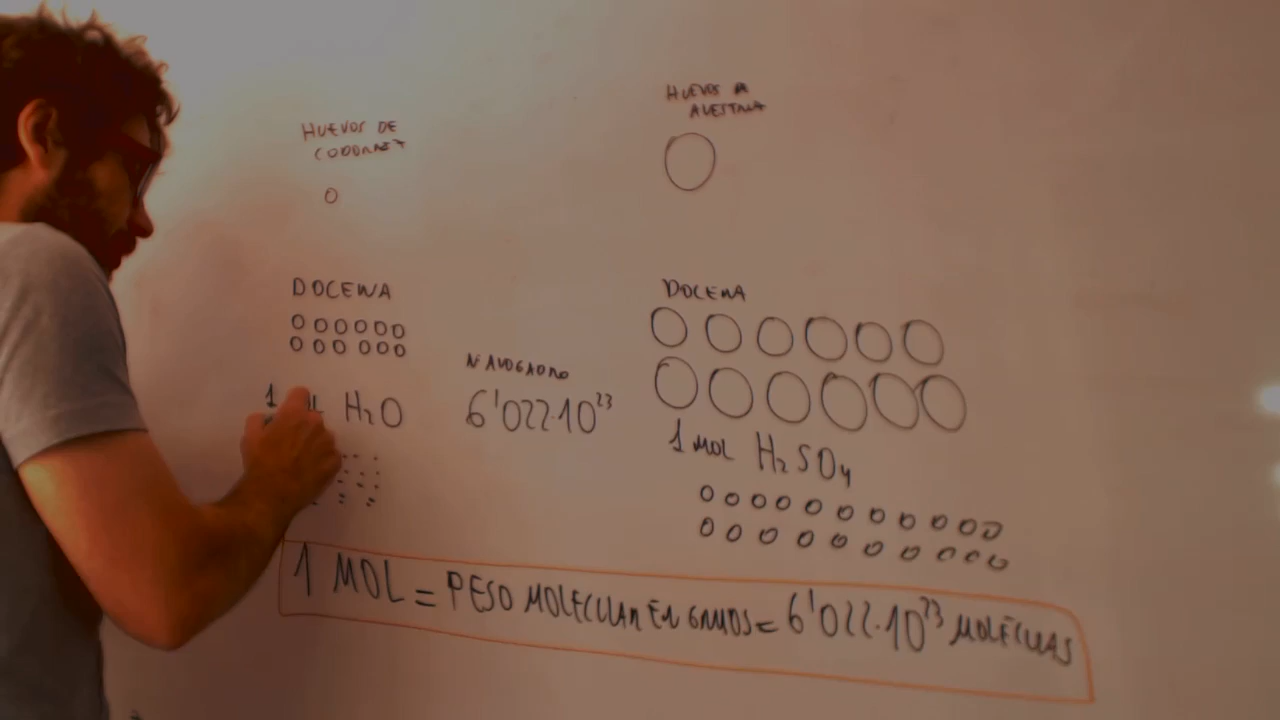 HUEVOS DE
CODORNIZ
HUEVOS DE
AVESTRUZ
DOCENA
DOCENA
Nº AVOGADRO
1 H2O
6'022·10²³
1 MOL H2SO4
1 MOL = PESO MOLECULAR EN GRAMOS = 6'022·10²³ MOLÉCULAS